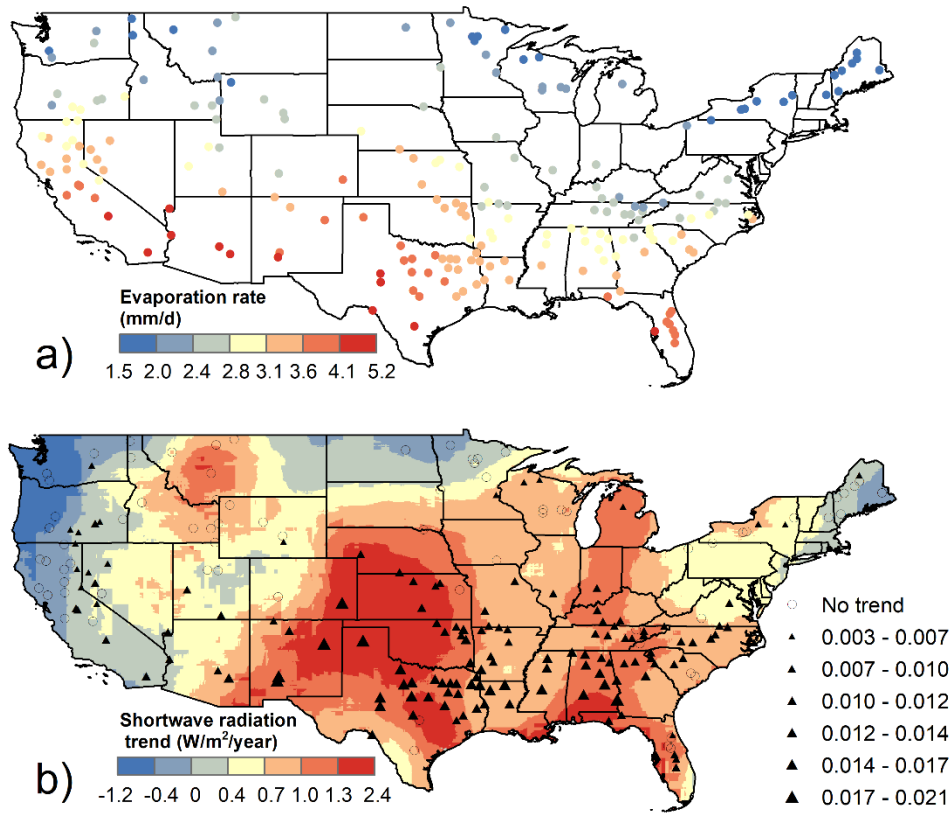 Evaporation rate
(mm/d)
a)
1.5 2.0 2.4 2.8 3.1 3.6 4.1 5.2
No trend
0.003 - 0.007
0.007 - 0.010
0.010 - 0.012
0.012 - 0.014
0.014 - 0.017
0.017 - 0.021
Shortwave radiation
trend (W/m²/year)
b)
-1.2 -0.4 0 0.4 0.7 1.0 1.3 2.4